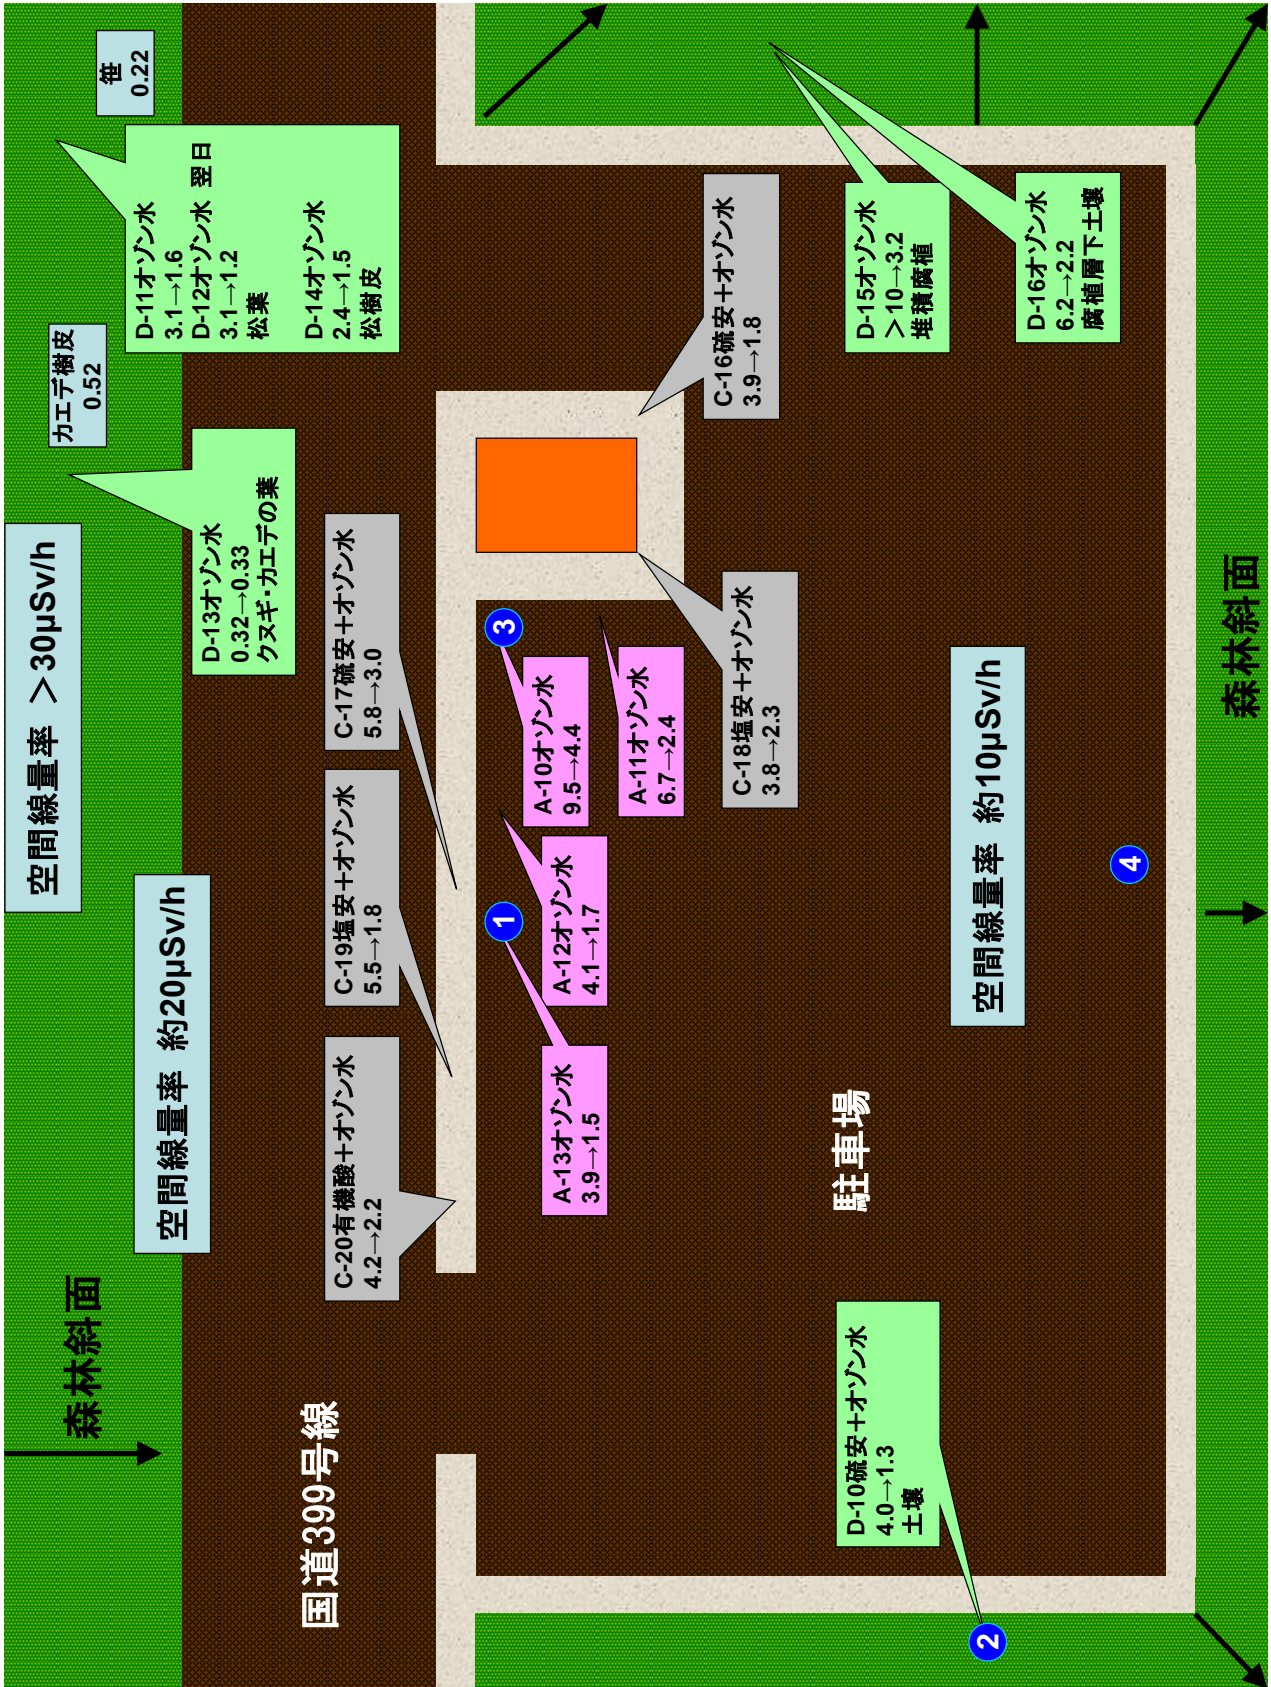 森林斜面
空間線量率 ＞30μSv/h
カエデ樹皮
0.52
笹
0.22
空間線量率 約20μSv/h
D-13オゾン水
0.32→0.33
クヌギ・カエデの葉
D-11オゾン水
3.1→1.6
D-12オゾン水 翌日
3.1→1.2
松葉
D-14オゾン水
2.4→1.5
松樹皮
国道399号線
C-20有機酸＋オゾン水
4.2→2.2
C-19塩安＋オゾン水
5.5→1.8
C-17硫安＋オゾン水
5.8→3.0
1
3
A-13オゾン水
3.9→1.5
A-12オゾン水
4.1→1.7
A-10オゾン水
9.5→4.4
A-11オゾン水
6.7→2.4
C-18塩安＋オゾン水
3.8→2.3
C-16硫安＋オゾン水
3.9→1.8
駐車場
D-10硫安＋オゾン水
4.0→1.3
土壌
空間線量率 約10μSv/h
D-15オゾン水
＞10→3.2
堆積腐植
D-16オゾン水
6.2→2.2
腐植層下土壌
2
4
森林斜面